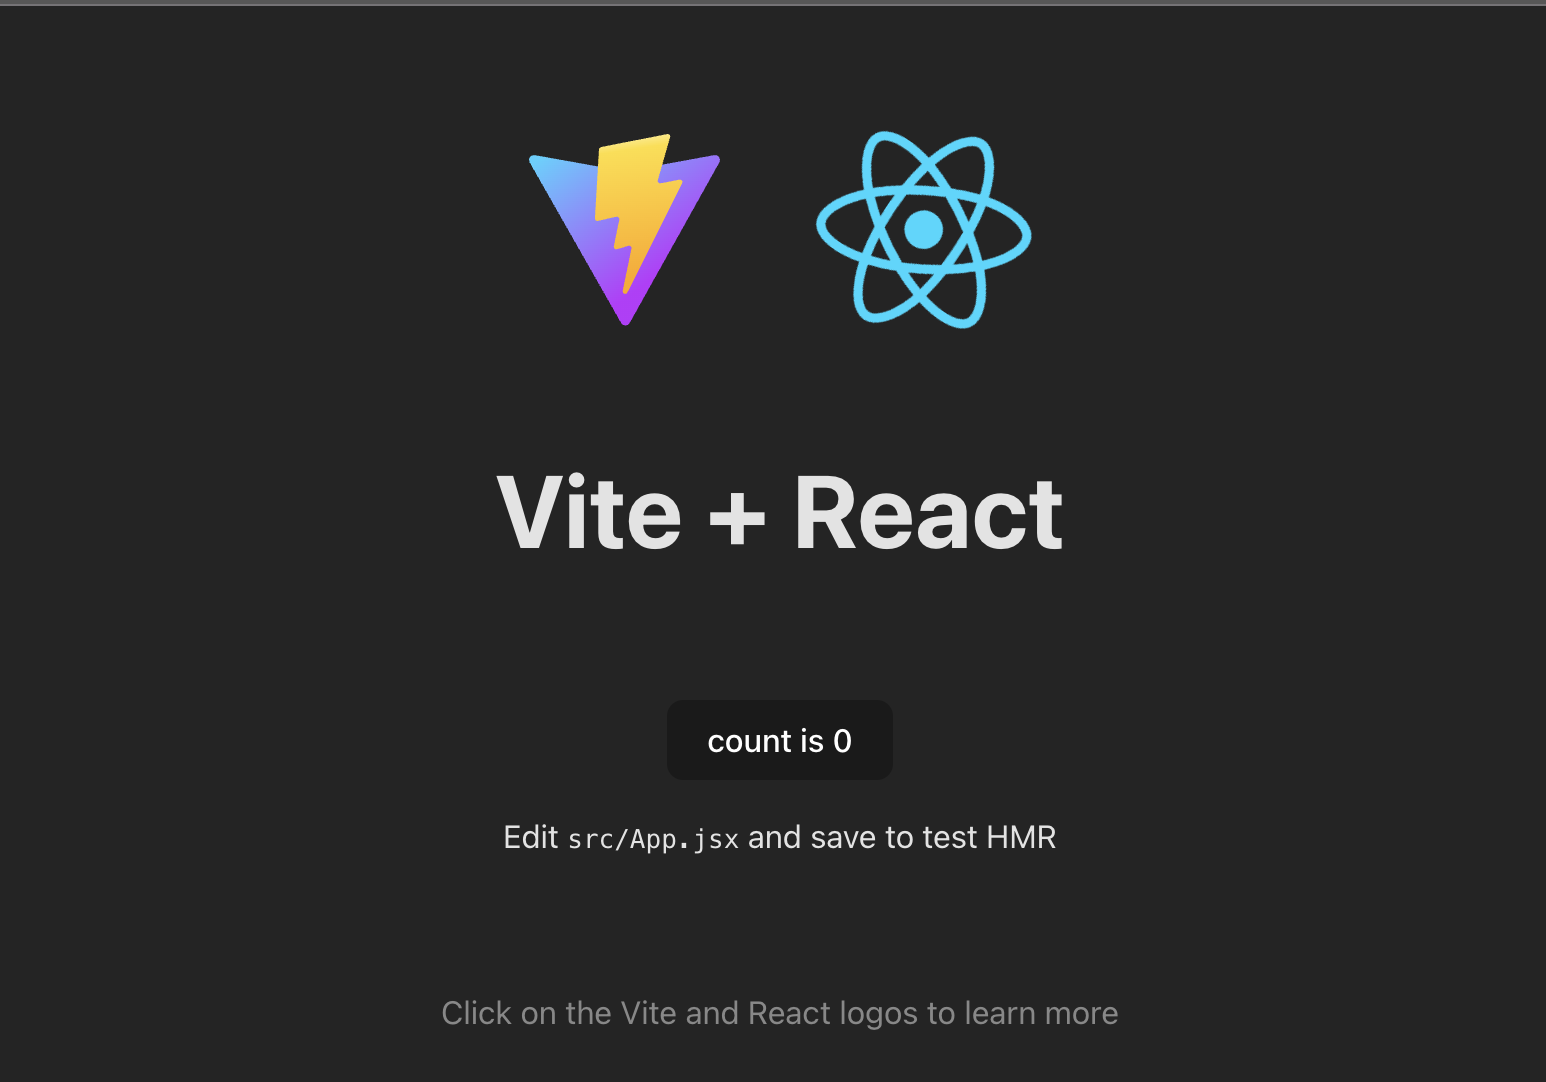 Vite + React
count is 0
Edit src/App.jsx and save to test HMR
Click on the Vite and React logos to learn more